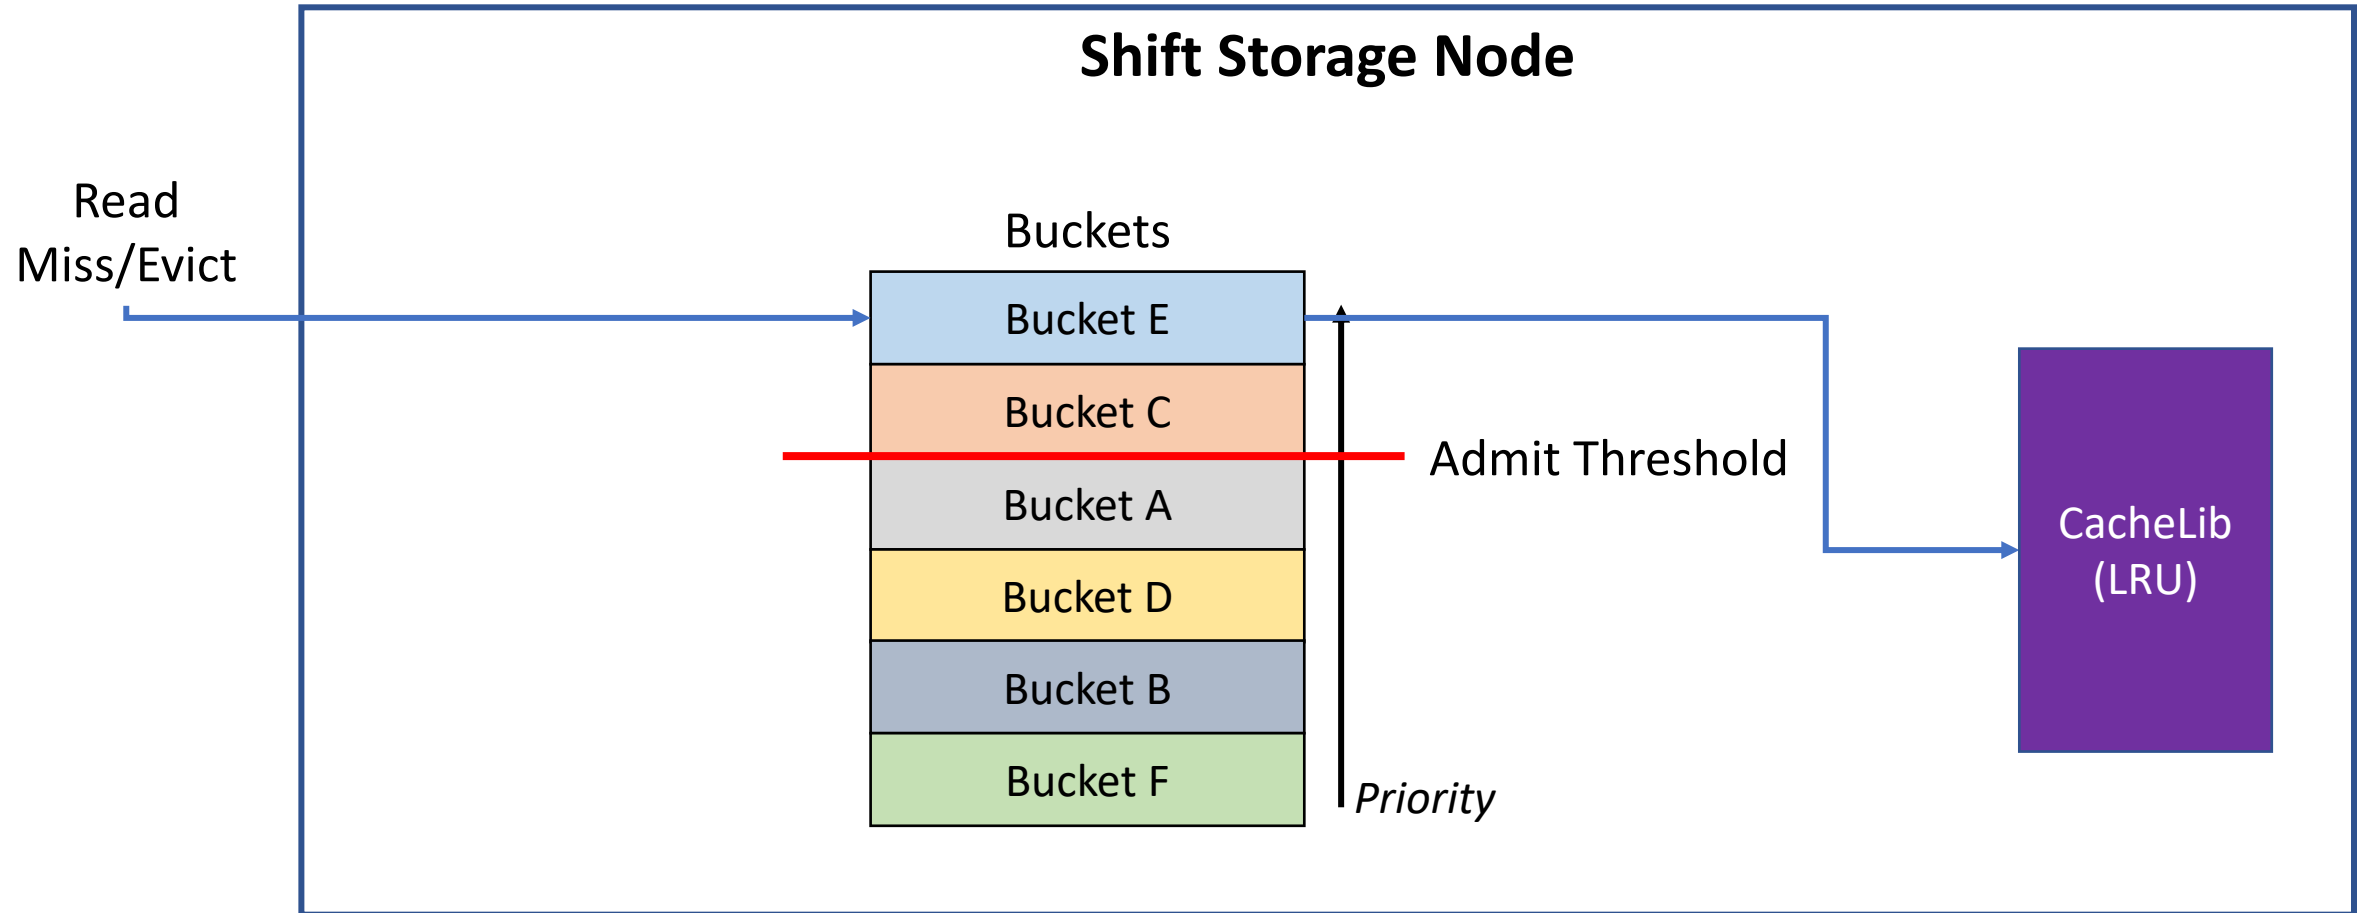 Shift Storage Node
Read
Miss/Evict
Buckets
Bucket E
Bucket C
Admit Threshold
Bucket A
CacheLib
(LRU)
Bucket D
Bucket B
Bucket F
Priority